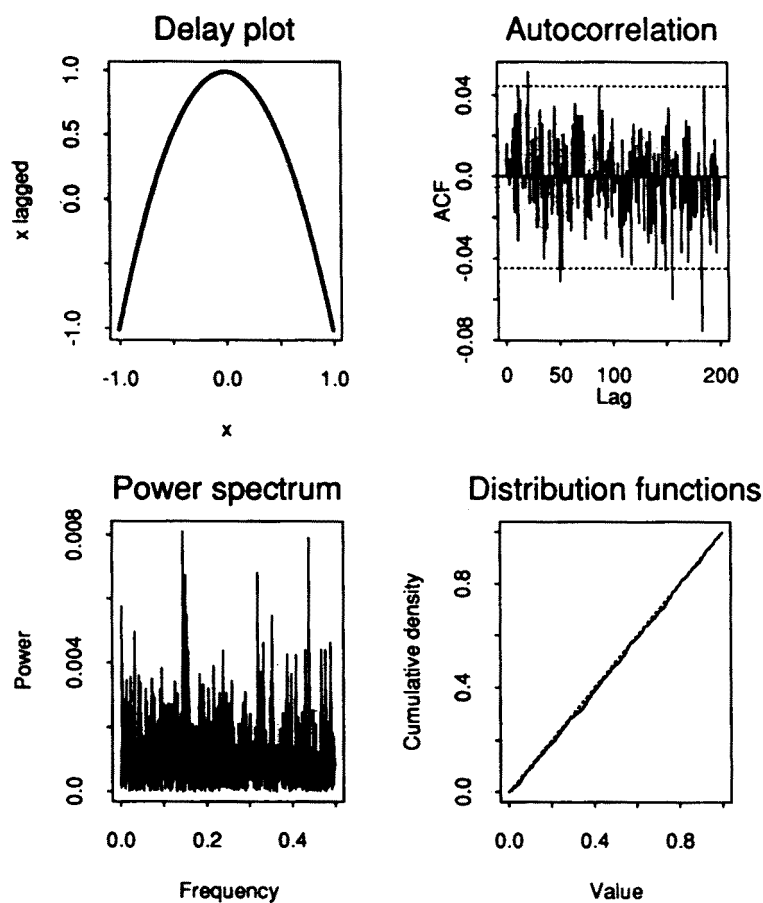 Delay plot
x lagged
1.0
0.5
0.0
-1.0
-1.0
0.0
1.0
x
Autocorrelation
ACF
0.04
0.0
-0.04
-0.08
0
50
100
200
Lag
Power spectrum
Power
0.008
0.004
0.0
0.0
0.2
0.4
Frequency
Distribution functions
Cumulative density
0.8
0.4
0.0
0.0
0.4
0.8
Value